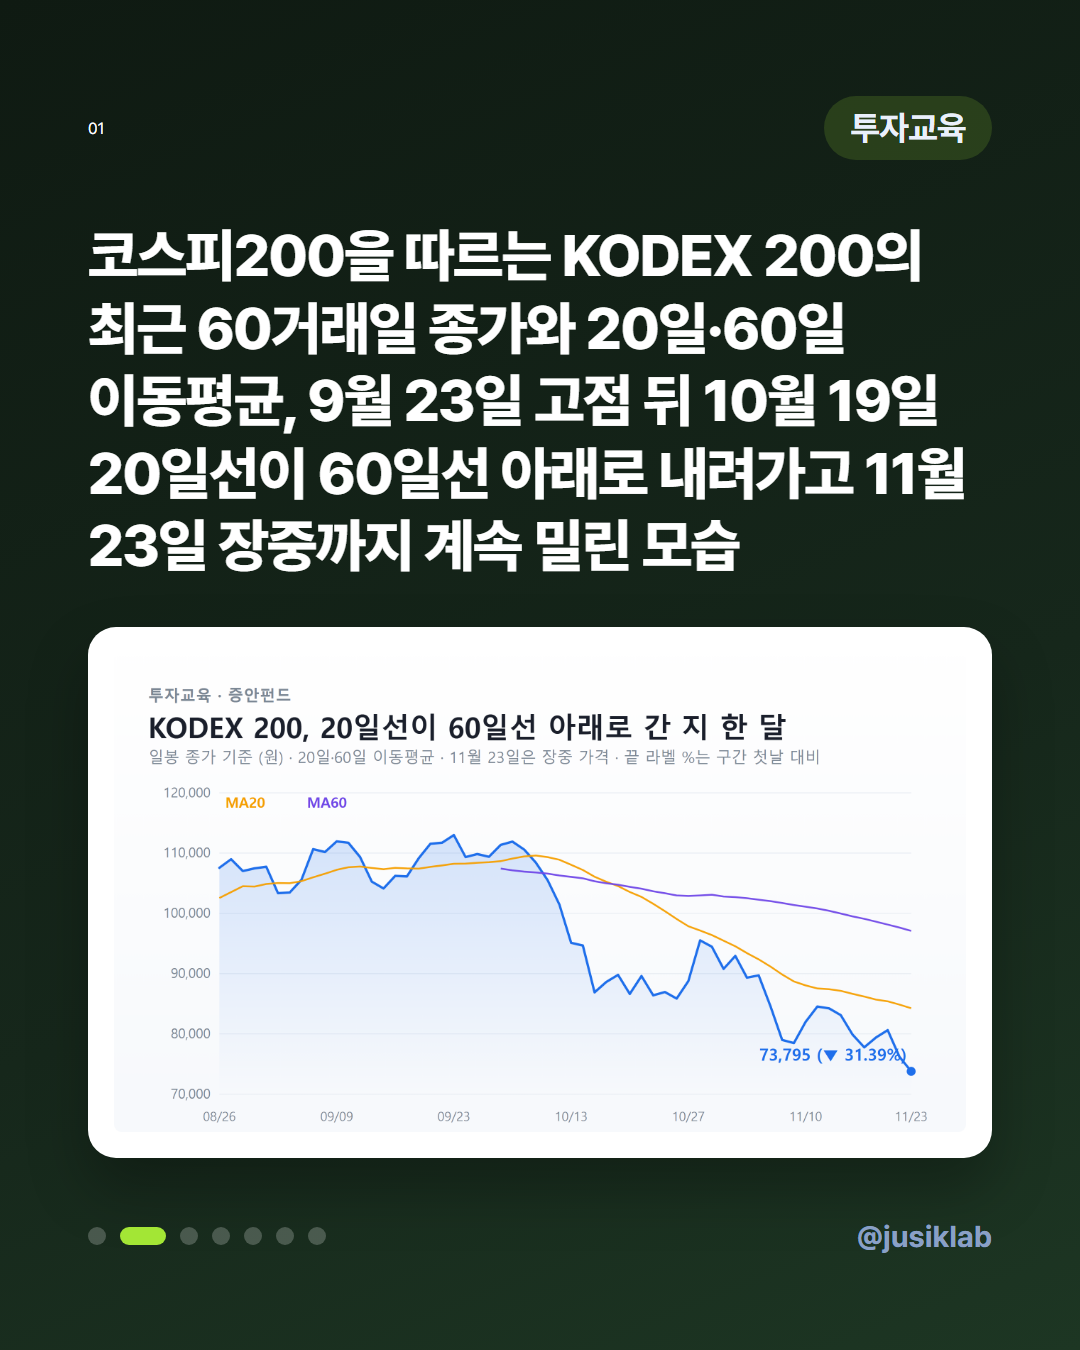 01
투자교육
코스피200을 따르는 KODEX 200의
최근 60거래일 종가와 20일·60일
이동평균, 9월 23일 고점 뒤 10월 19일
20일선이 60일선 아래로 내려가고 11월
23일 장중까지 계속 밀린 모습
투자교육 · 증안펀드
KODEX 200, 20일선이 60일선 아래로 간 지 한 달
일봉 종가 기준 (원) · 20일·60일 이동평균 · 11월 23일은 장중 가격 · 끝 라벨 %는 구간 첫날 대비
MA20 MA60
120,000
110,000
100,000
90,000
80,000
70,000
73,795 (▼ 31.39%)
08/26 09/09 09/23 10/13 10/27 11/10 11/23
@jusiklab